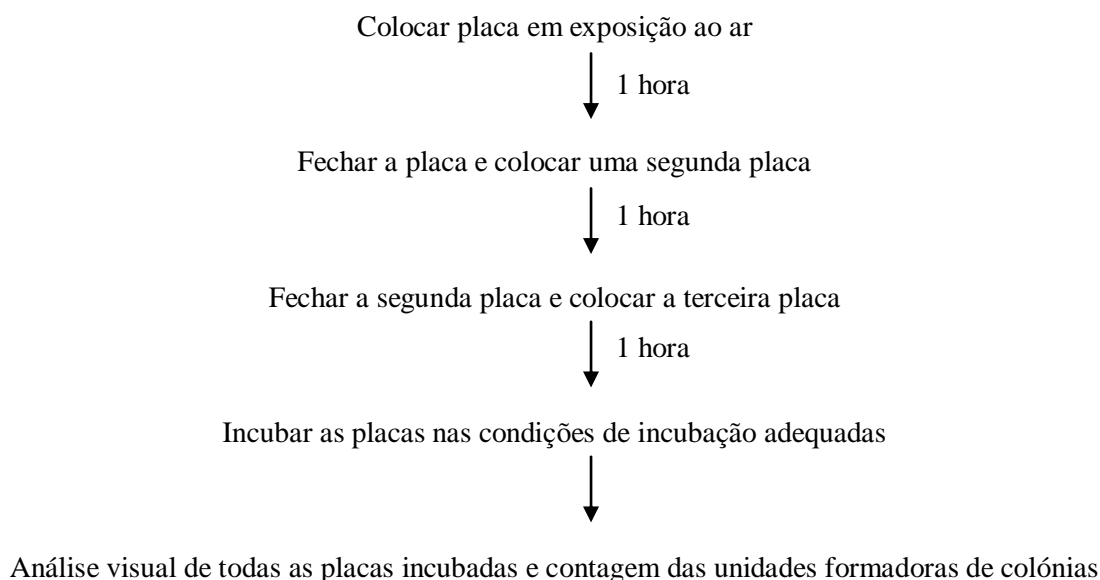 Colocar placa em exposição ao ar
1 hora
Fechar a placa e colocar uma segunda placa
1 hora
Fechar a segunda placa e colocar a terceira placa
1 hora
Incubar as placas nas condições de incubação adequadas
Análise visual de todas as placas incubadas e contagem das unidades formadoras de colónias